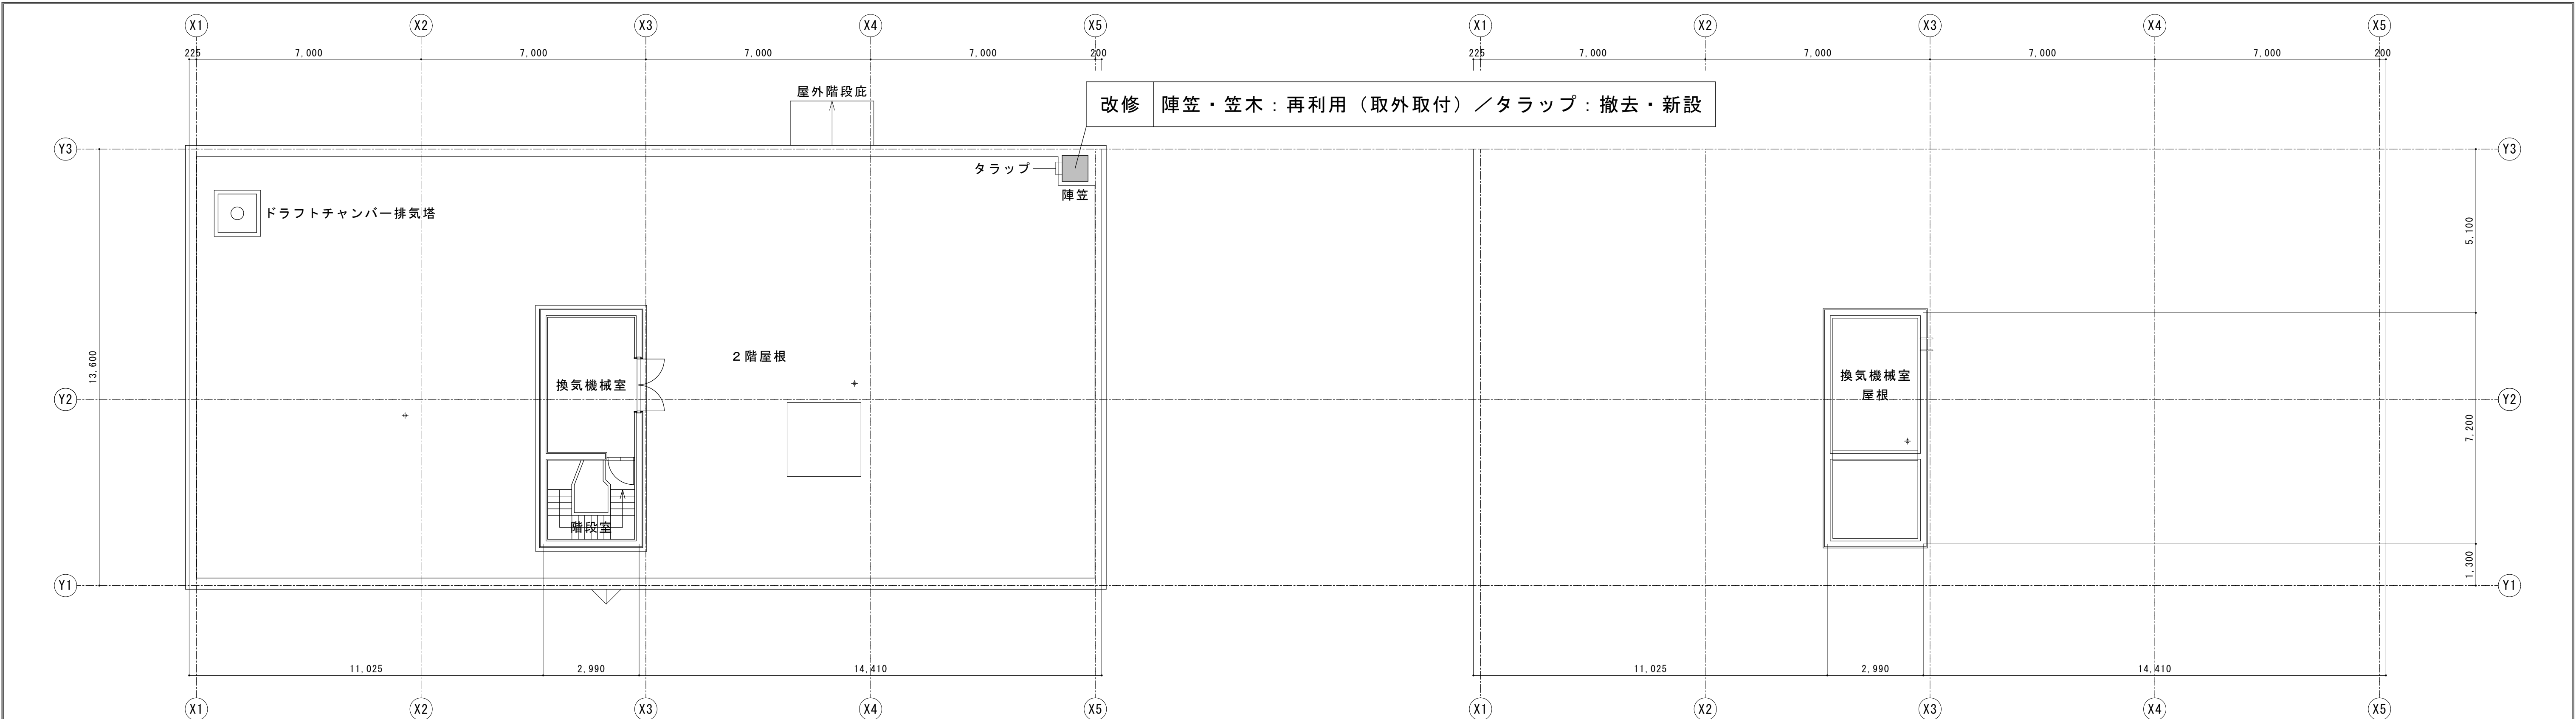 X1 X2 X3 X4 X5 X1 X2 X3 X4 X5
225 7,000 7,000 7,000 7,000 200 225 7,000 7,000 7,000 7,000 200
屋外階段庇
改修 陣笠・笠木：再利用（取外取付）／タラップ：撤去・新設
Y3 Y3
タラップ
陣笠
ドラフトチャンバー排気塔
5,100
２階屋根
13,600
換気機械室
換気機械室
屋根
Y2 Y2
7,200
階段室
1,300
Y1 Y1
11,025 2,990 14,410 11,025 2,990 14,410
X1 X2 X3 X4 X5 X1 X2 X3 X4 X5